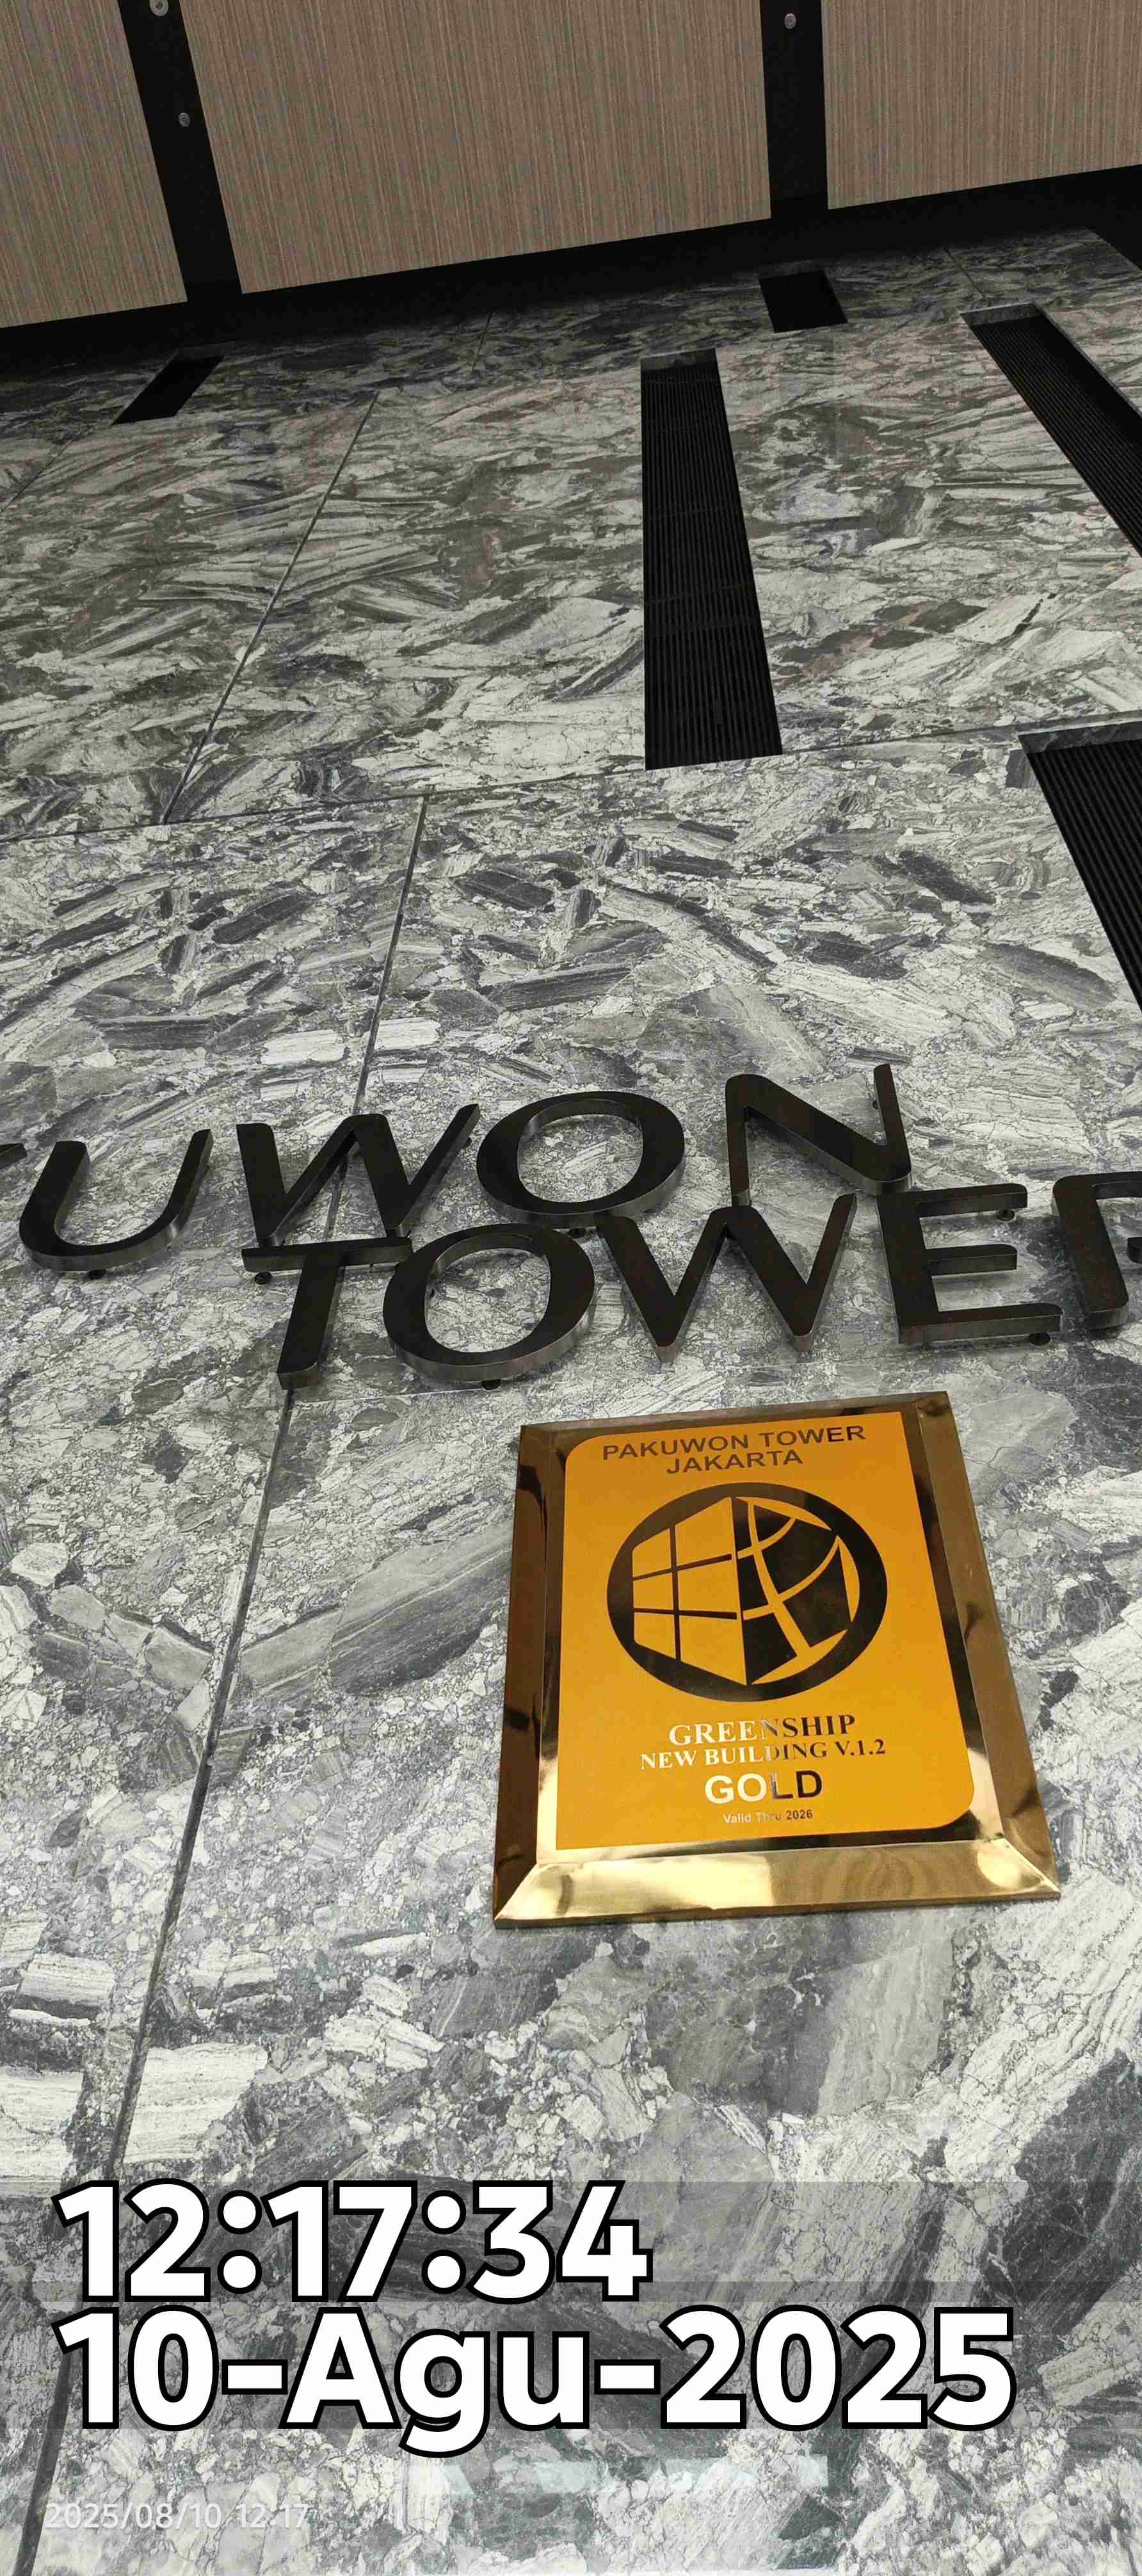 UWON
TOWER
PAKUWON TOWER
JAKARTA
GREENSHIP
NEW BUILDING V.1.2
GOLD
Valid Thru 2026
12:17:34
10-Agu-2025
2025/08/10 12:17